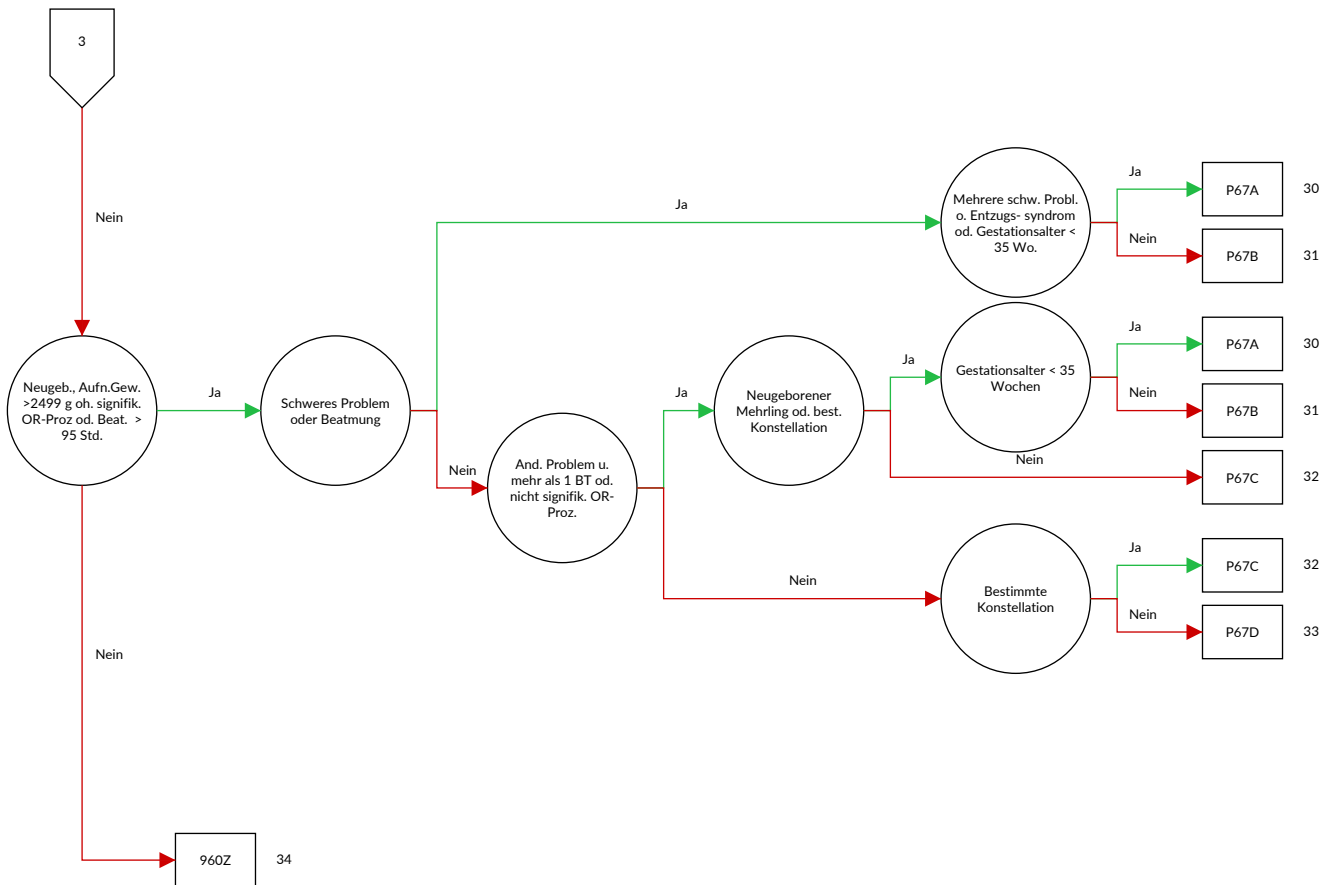 3
Nein
Neugeb., Aufn.Gew.
>2499 g oh. signifik.
OR-Proz od. Beat. >
95 Std.
Ja
Schweres Problem
oder Beatmung
Ja
Mehrere schw. Probl.
o. Entzugs- syndrom
od. Gestationsalter <
35 Wo.
Ja
P67A
30
Nein
P67B
31
Nein
And. Problem u.
mehr als 1 BT od.
nicht signifik. OR-
Proz.
Ja
Neugeborener
Mehrling od. best.
Konstellation
Ja
Gestationsalter < 35
Wochen
Ja
P67A
30
Nein
P67B
31
Nein
P67C
32
Nein
Bestimmte
Konstellation
Ja
P67C
32
Nein
P67D
33
Nein
960Z
34